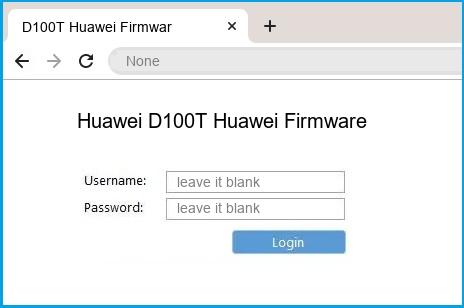 D100T Huawei Firmwar
None
Huawei D100T Huawei Firmware
Username: leave it blank
Password: leave it blank
Login